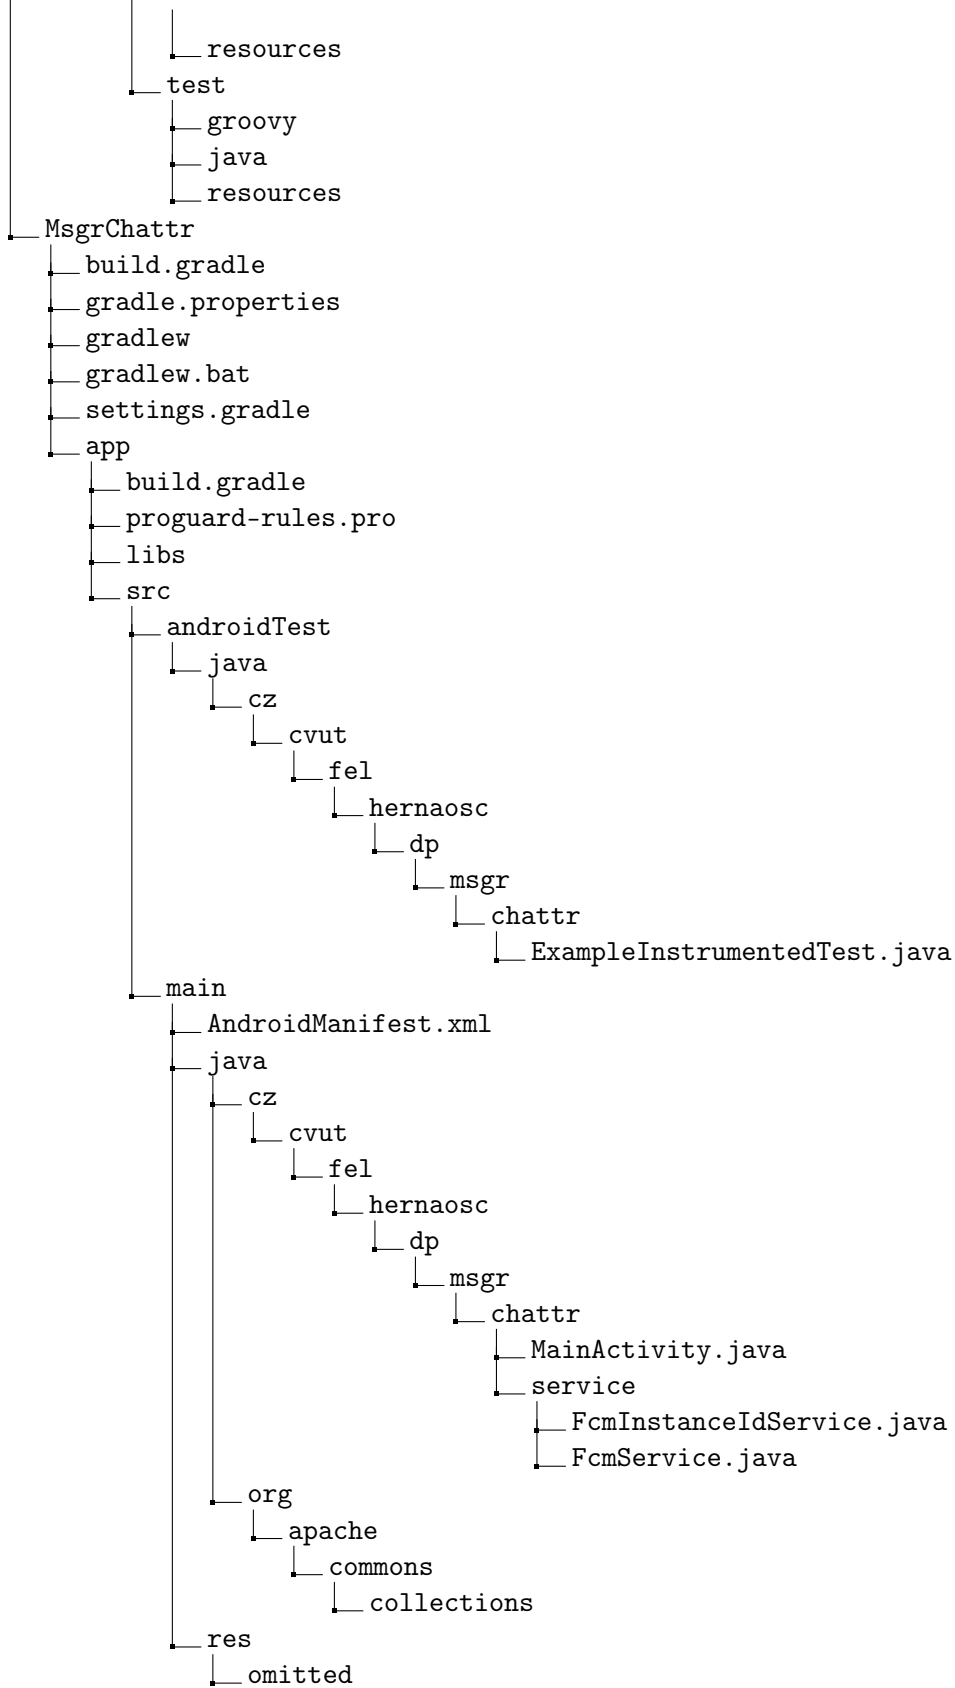 resources
test
groovy
java
resources
MsgrChattr
build.gradle
gradle.properties
gradlew
gradlew.bat
settings.gradle
app
build.gradle
proguard-rules.pro
libs
src
androidTest
java
cz
cvut
fel
hernaosc
dp
msgr
chattr
ExampleInstrumentedTest.java
main
AndroidManifest.xml
java
cz
cvut
fel
hernaosc
dp
msgr
chattr
MainActivity.java
service
FcmInstanceIdService.java
FcmService.java
org
apache
commons
collections
res
omitted